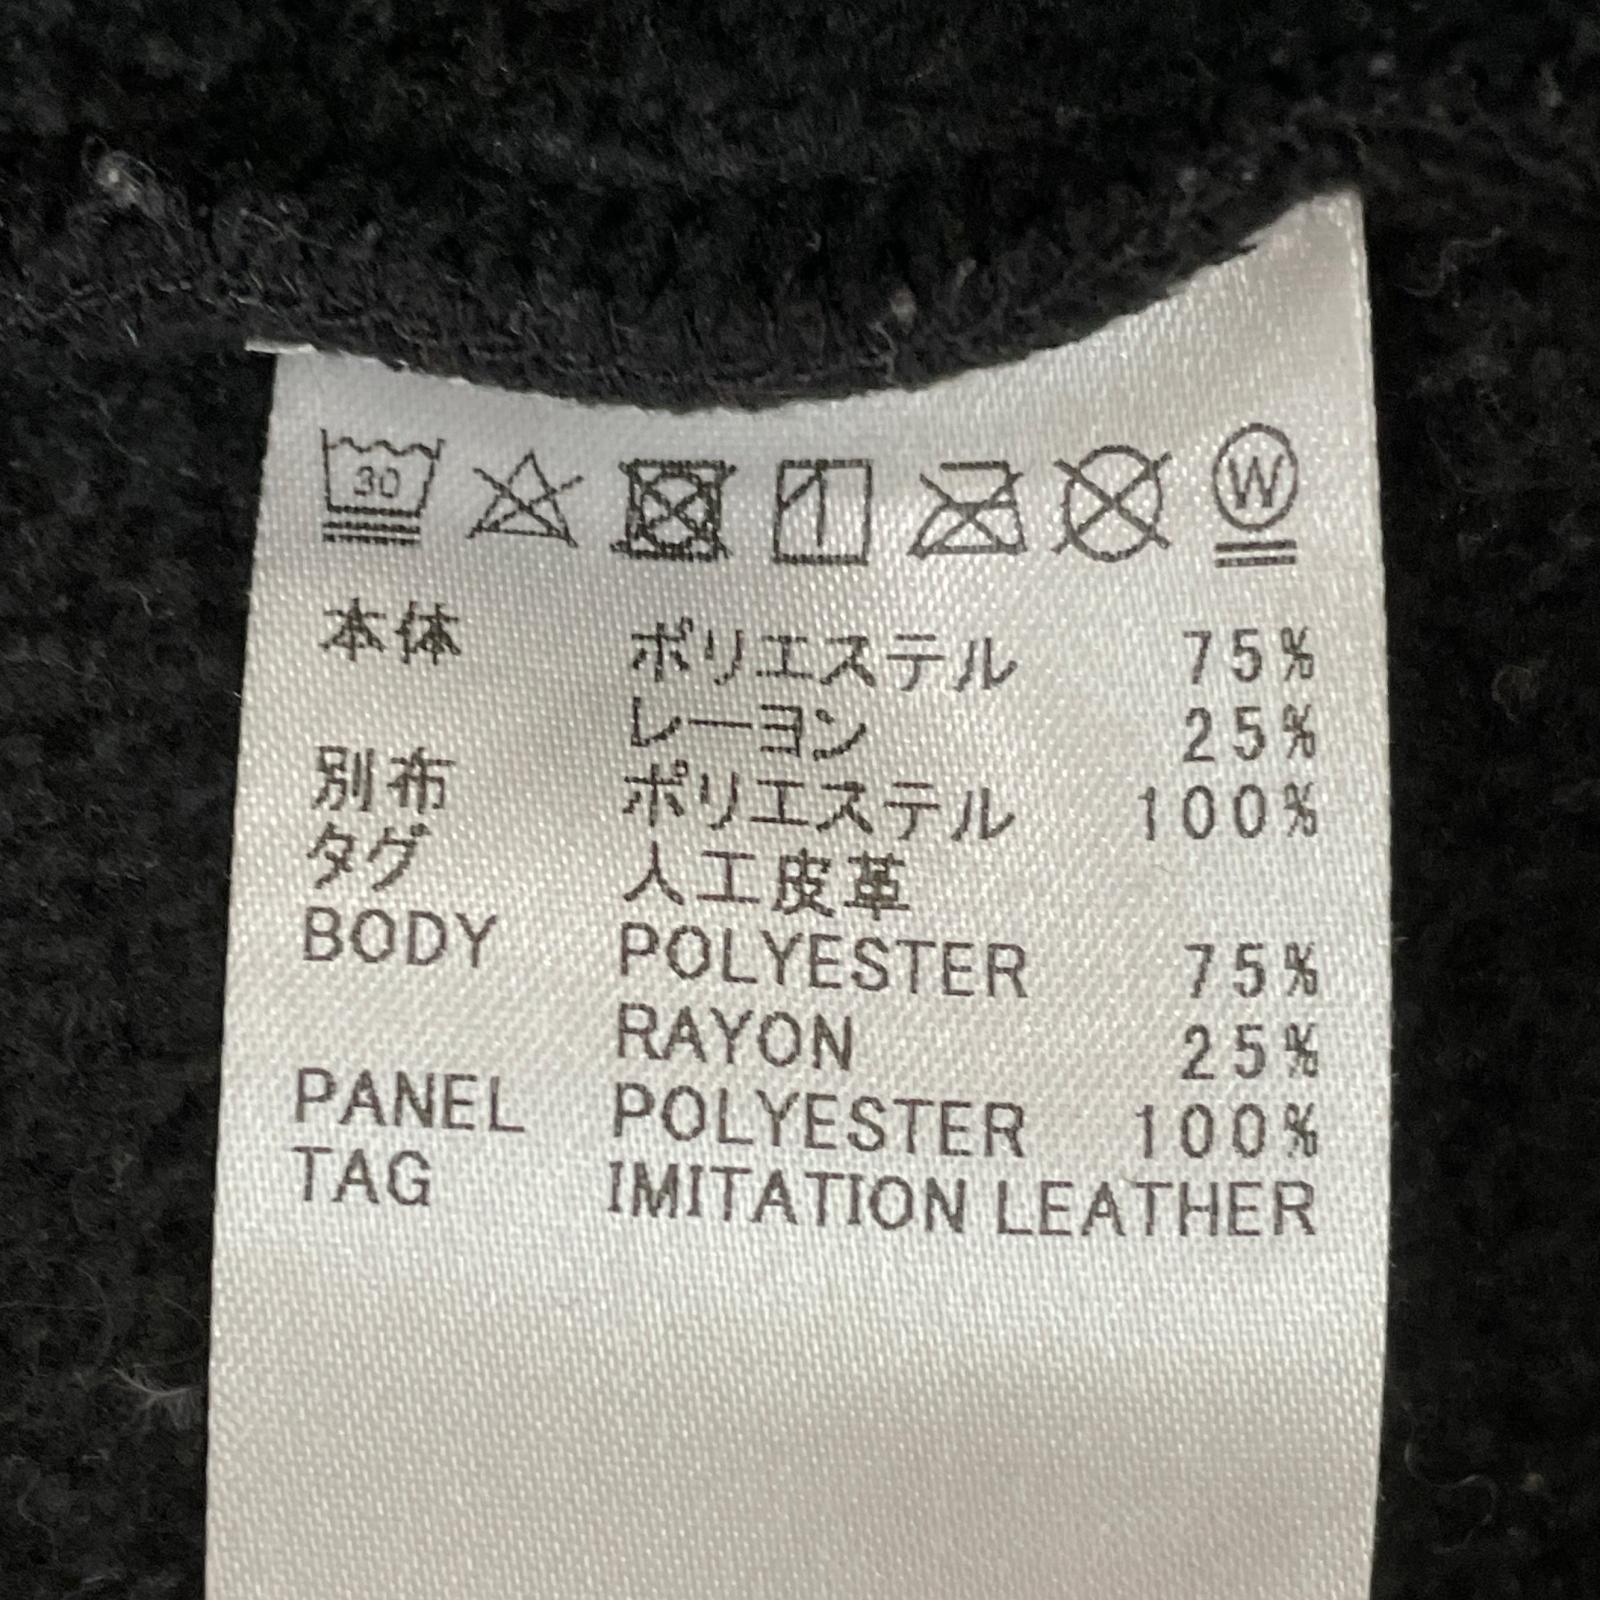 30 W
本体 ポリエステル 75%
レーヨン 25%
別布 ポリエステル 100%
タグ 人工皮革
BODY POLYESTER 75%
RAYON 25%
PANEL POLYESTER 100%
TAG IMITATION LEATHER